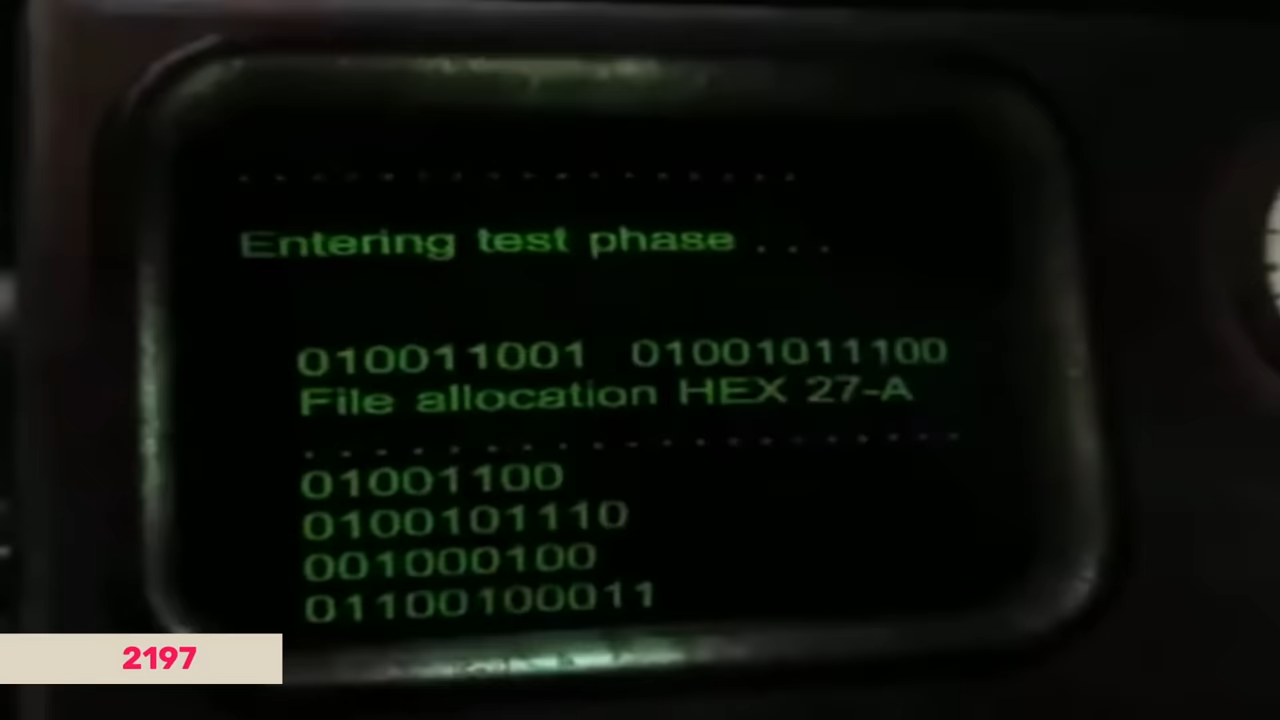 . . . . . . . . . . . . . . . .
Entering test phase . . .
010011001 01001011100
File allocation HEX 27-A
. . . . . . . . . . . . . . . . . . .
01001100
0100101110
001000100
01100100011
2197